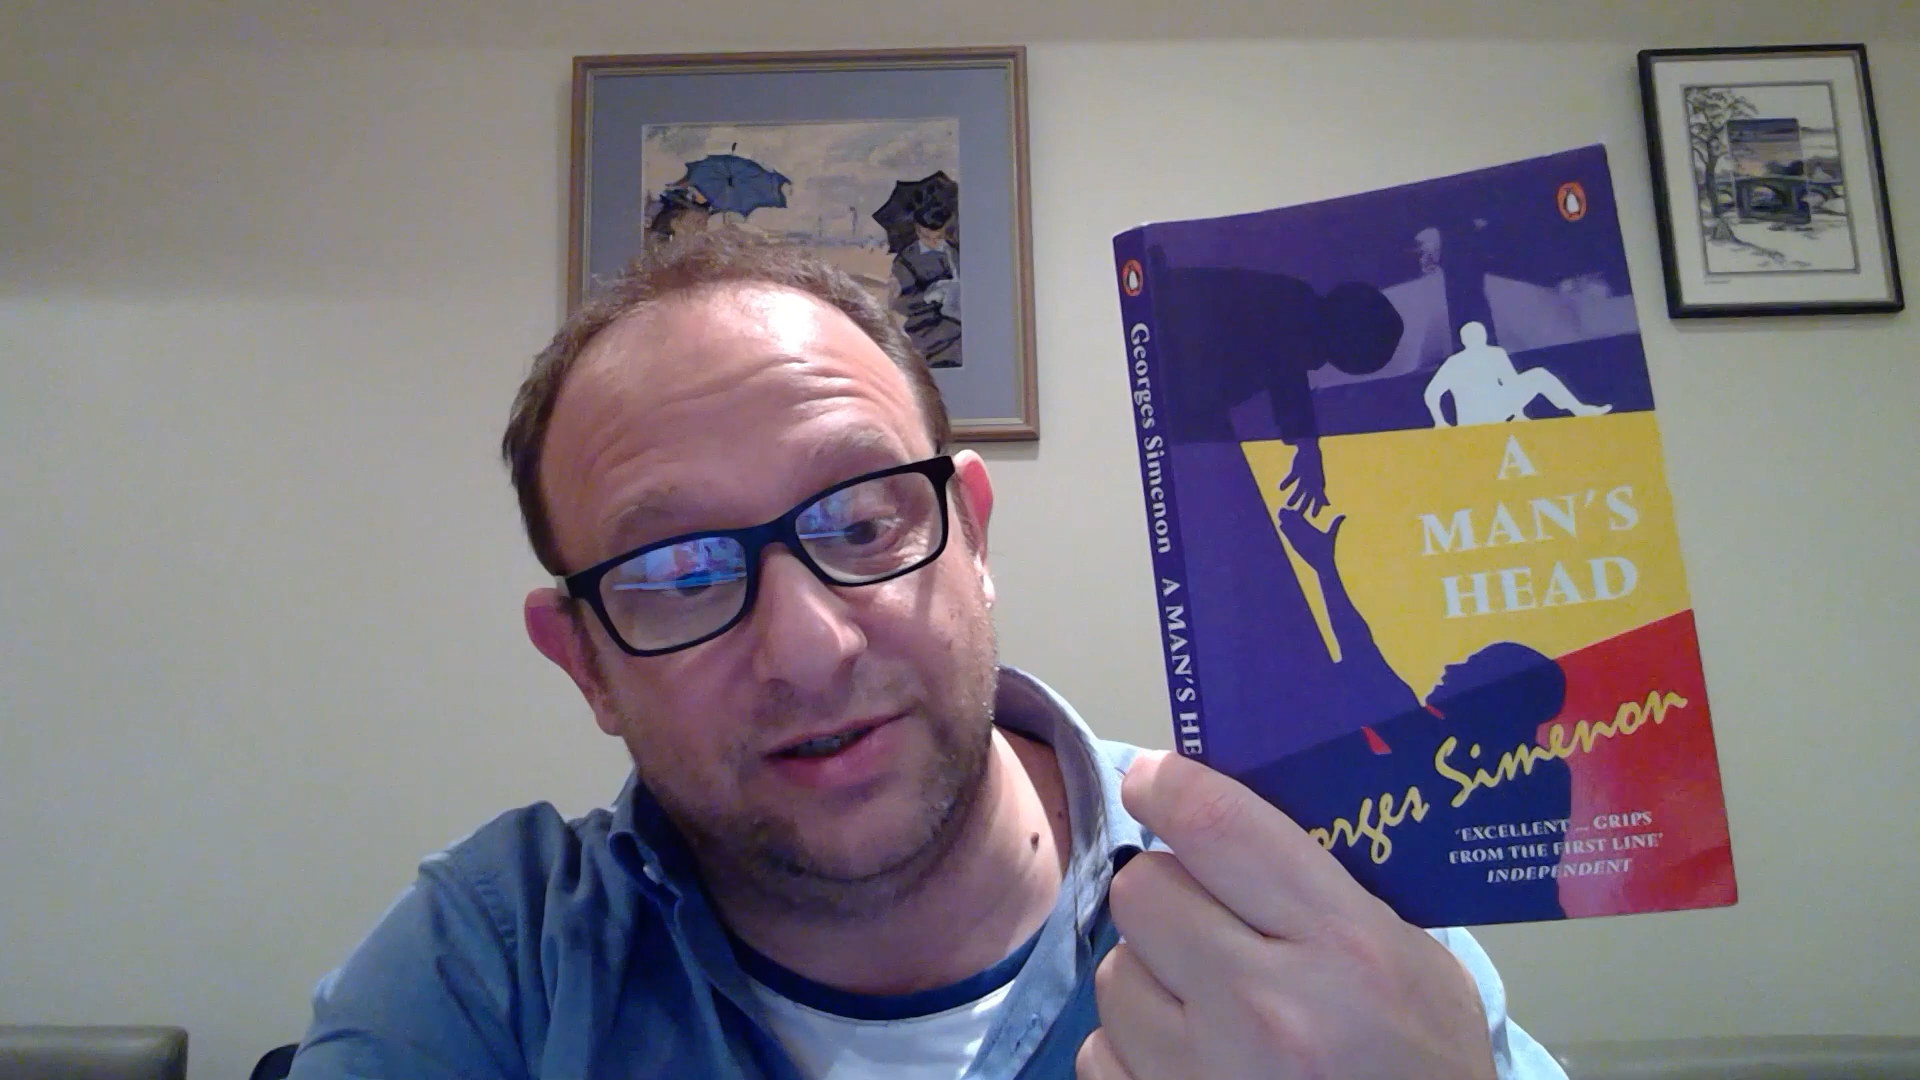 Georges Simenon A MAN'S HE
A
MAN'S
HEAD
orges Simenon
'EXCELLENT ... GRIPS
FROM THE FIRST LINE'
INDEPENDENT